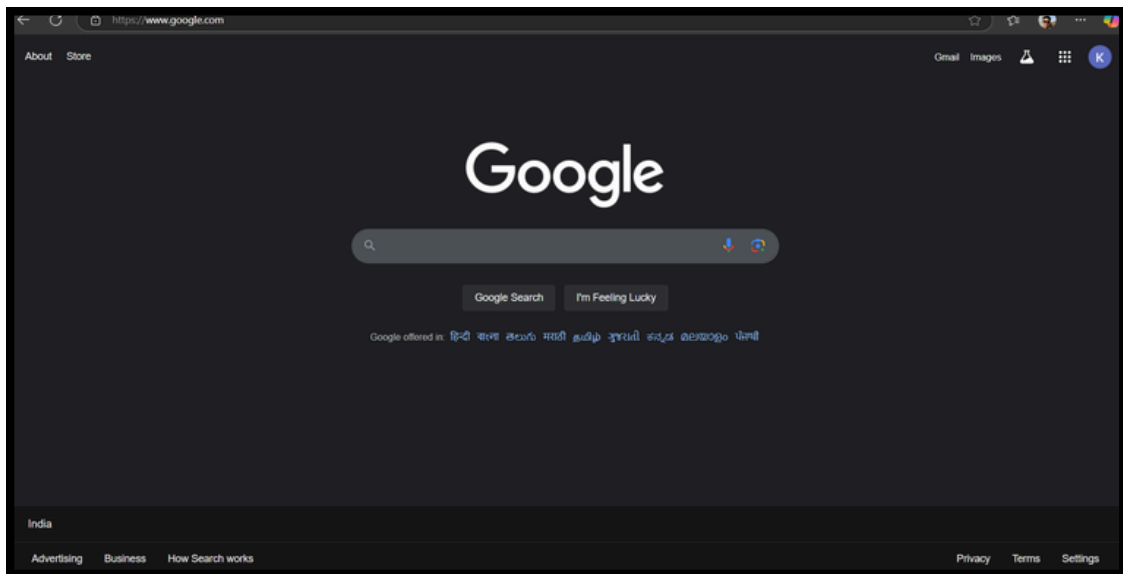 https://www.google.com
About Store
Gmail Images K
Google
Google Search I'm Feeling Lucky
Google offered in: हिन्दी বাংলা తెలుగు मराठी தமிழ் ગુજરાતી ಕನ್ನಡ മലയാളം ਪੰਜਾਬੀ
India
Advertising Business How Search works
Privacy Terms Settings